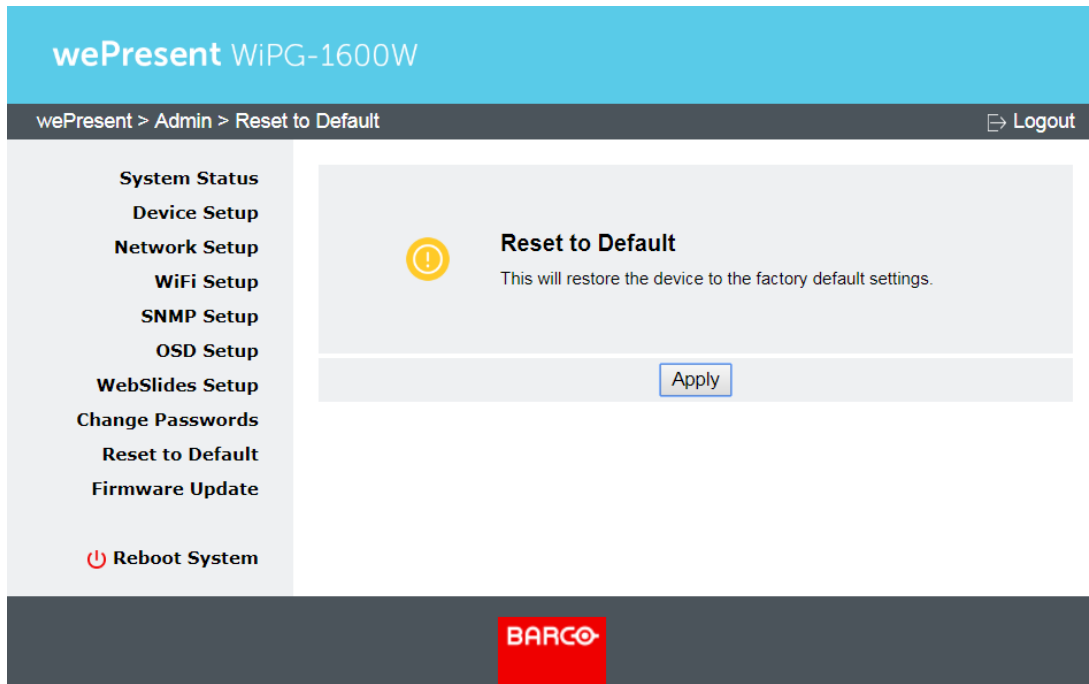 wePresent WiPG-1600W
wePresent > Admin > Reset to Default
Logout
System Status
Device Setup
Network Setup
WiFi Setup
SNMP Setup
OSD Setup
WebSlides Setup
Change Passwords
Reset to Default
Firmware Update
Reboot System
Reset to Default
This will restore the device to the factory default settings.
Apply
BARCO